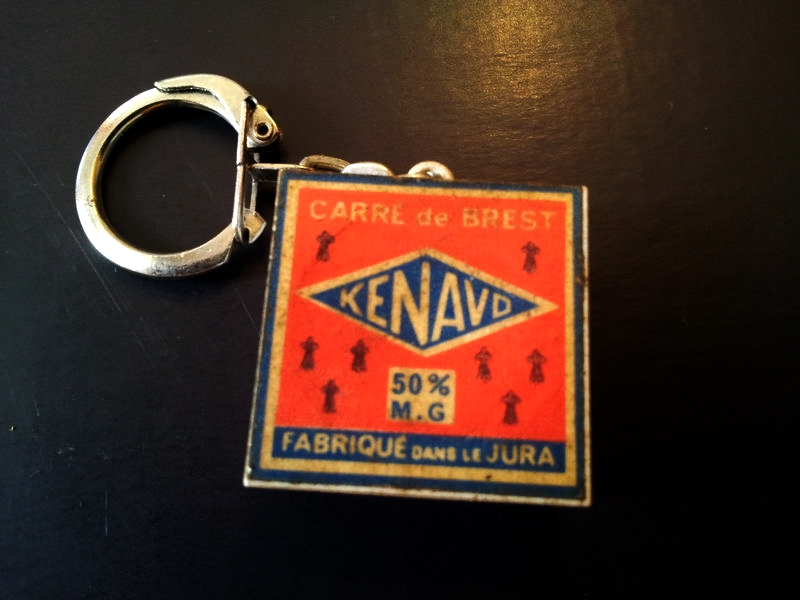 CARRÉ de BREST
KENAVO
50%
M.G
FABRIQUÉ DANS LE JURA